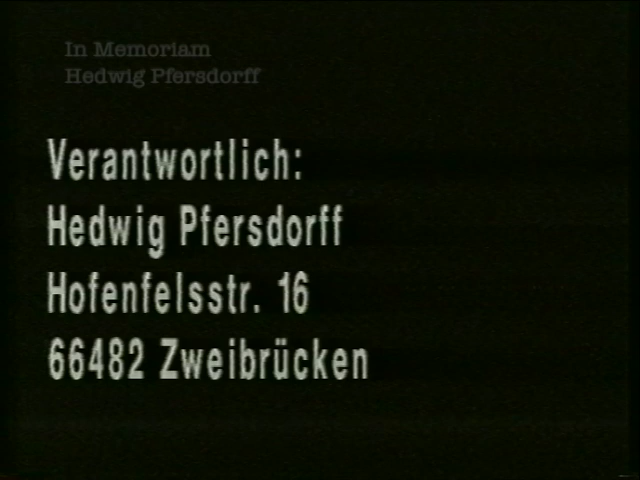 In Memoriam
Hedwig Pfersdorff
Verantwortlich:
Hedwig Pfersdorff
Hofenfelsstr. 16
66482 Zweibrücken